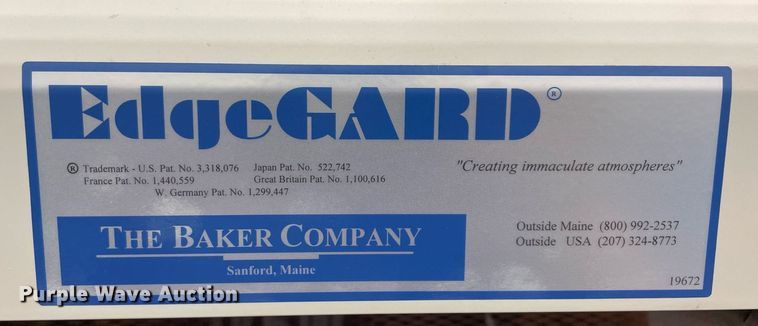 EdgeGARD®
® Trademark - U.S. Pat. No. 3,318,076 Japan Pat. No. 522,742
France Pat. No. 1,440,559 Great Britain Pat. No. 1,100,616
W. Germany Pat. No. 1,299,447
"Creating immaculate atmospheres"
THE BAKER COMPANY
Sanford, Maine
Outside Maine (800) 992-2537
Outside USA (207) 324-8773
19672
Purple Wave Auction